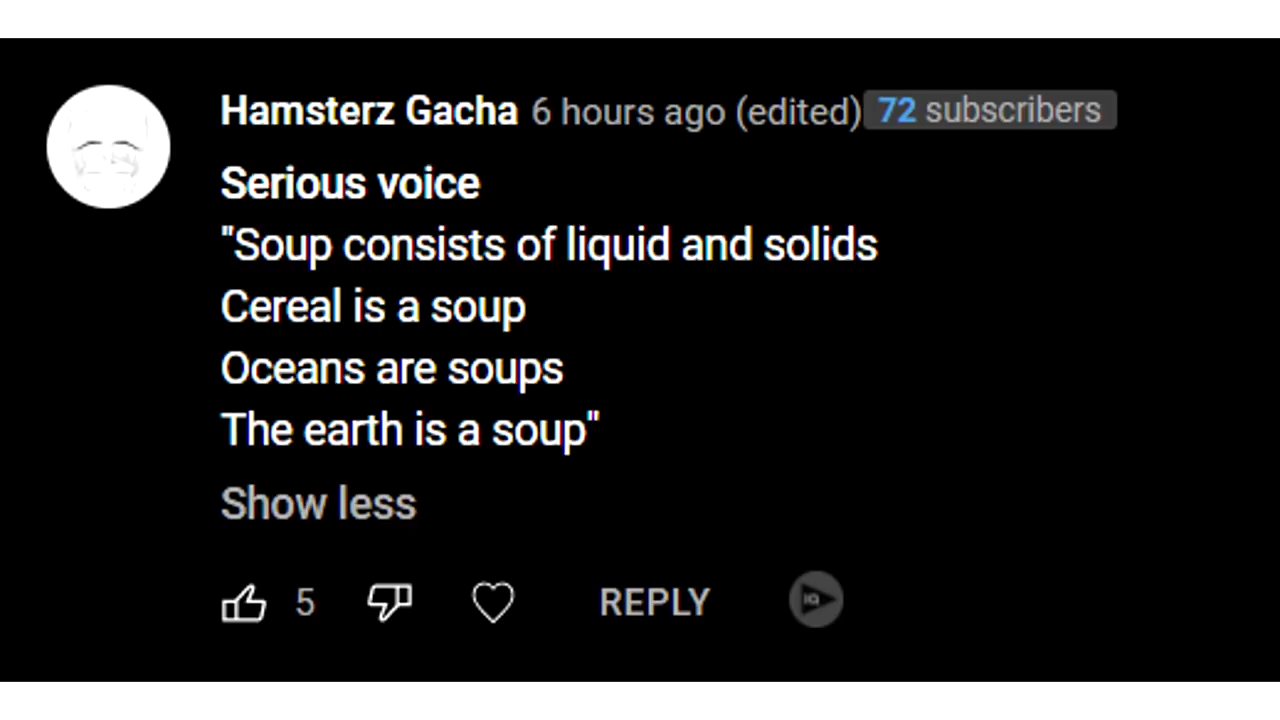 Hamsterz Gacha 6 hours ago (edited) 72 subscribers
Serious voice
"Soup consists of liquid and solids
Cereal is a soup
Oceans are soups
The earth is a soup"
Show less
5 REPLY IQ